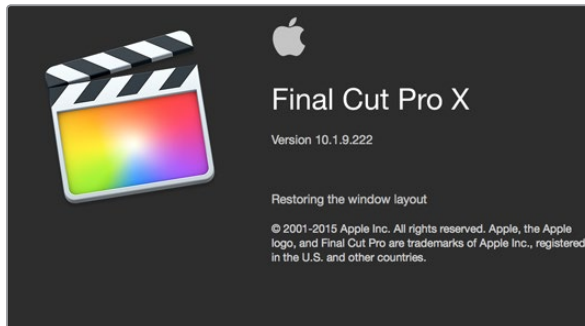 Final Cut Pro X
Version 10.1.9.222
Restoring the window layout
© 2001-2015 Apple Inc. All rights reserved. Apple, the Apple
logo, and Final Cut Pro are trademarks of Apple Inc., registered
in the U.S. and other countries.